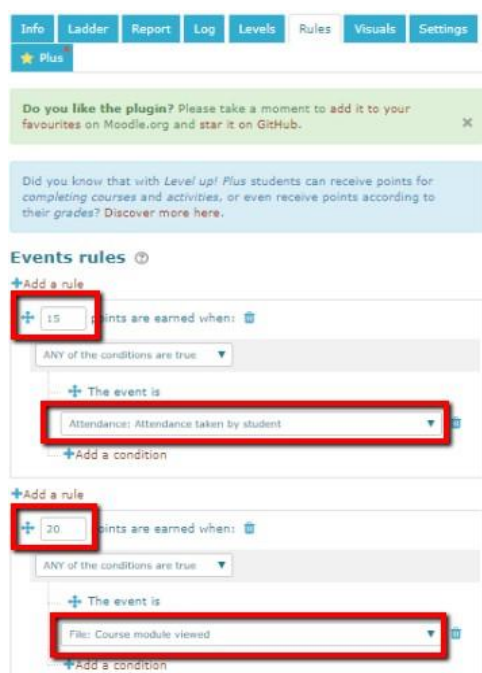 Info Ladder Report Log Levels Rules Visuals Settings
Plus
Do you like the plugin? Please take a moment to add it to your
favourites on Moodle.org and star it on GitHub.
Did you know that with Level up! Plus students can receive points for
completing courses and activities, or even receive points according to
their grades? Discover more here.
Events rules
Add a rule
15 points are earned when:
ANY of the conditions are true
The event is
Attendance: Attendance taken by student
Add a condition
Add a rule
20 points are earned when:
ANY of the conditions are true
The event is
File: Course module viewed
Add a condition